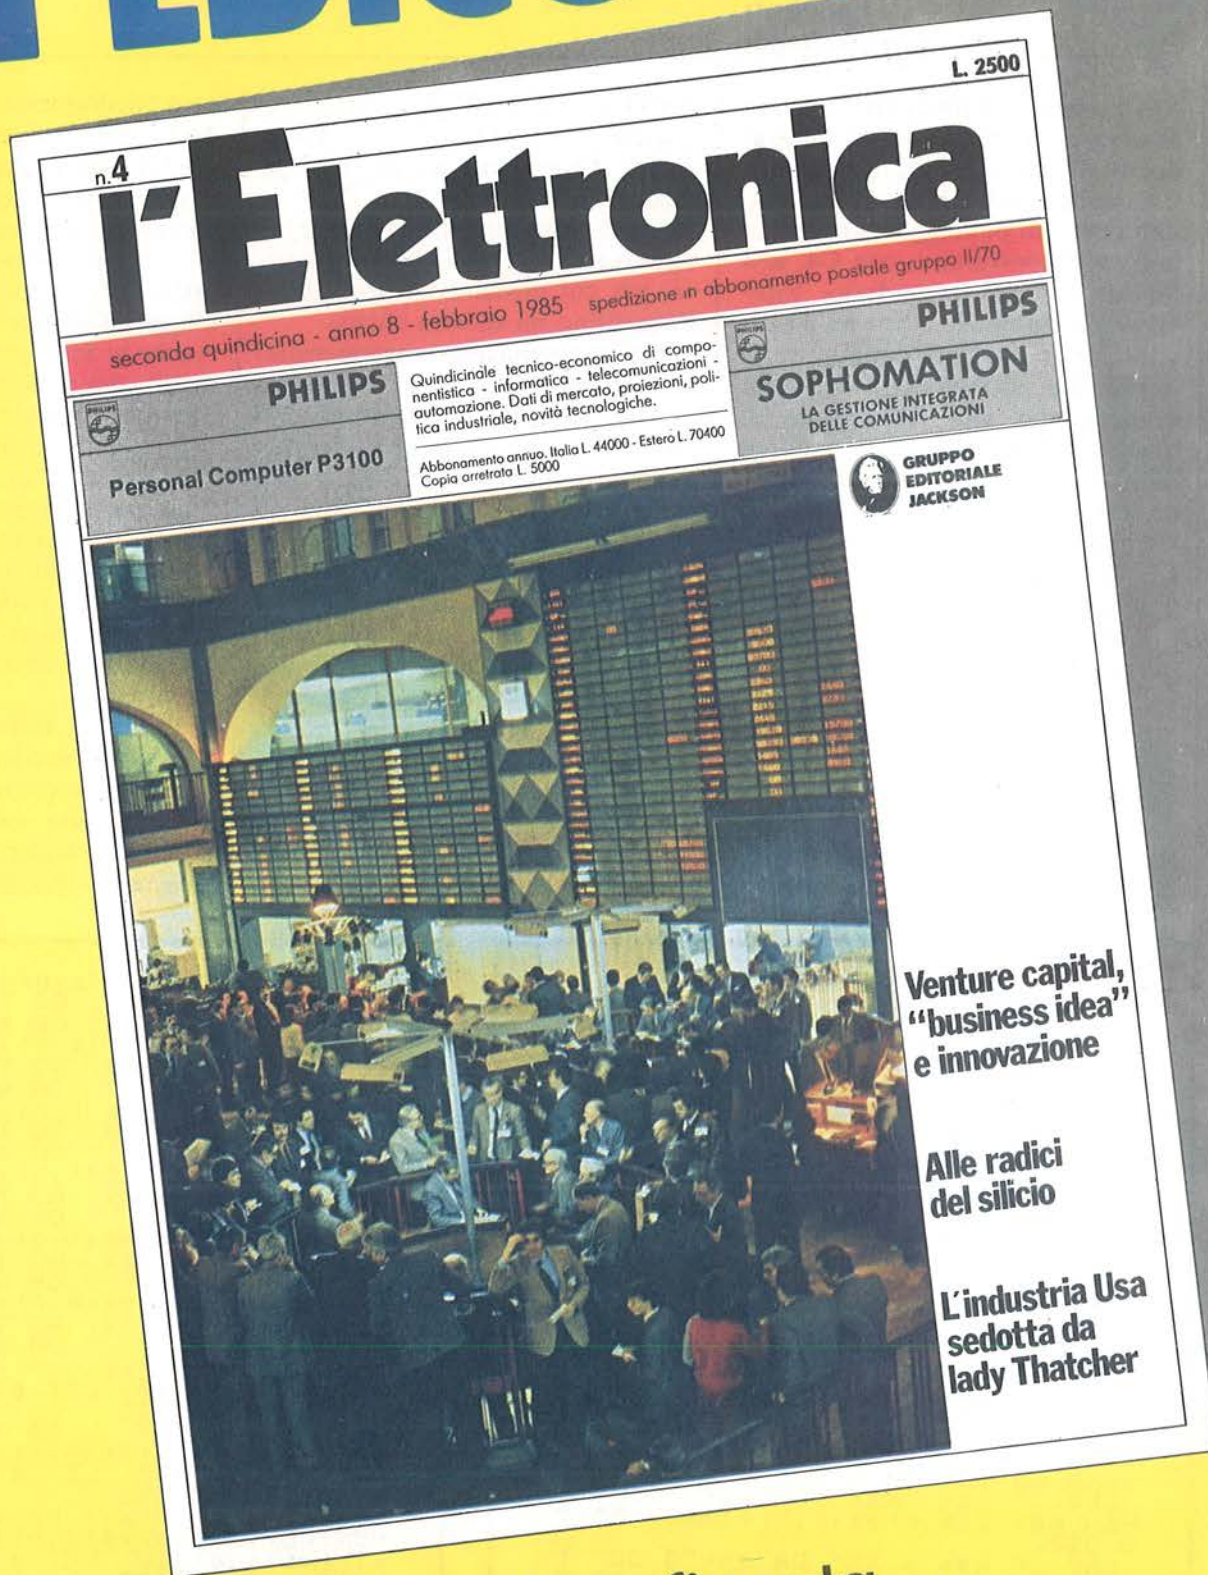 L. 2500
n.4
l'Elettronica
seconda quindicina - anno 8 - febbraio 1985 spedizione in abbonamento postale gruppo II/70
PHILIPS
Personal Computer P3100
Quindicinale tecnico-economico di compo-
nentistica - informatica - telecomunicazioni -
automazione. Dati di mercato, proiezioni, poli-
tica industriale, novità tecnologiche.
Abbonamento annuo. Italia L. 44000 - Estero L. 70400
Copia arretrata L. 5000
PHILIPS
SOPHOMATION
LA GESTIONE INTEGRATA
DELLE COMUNICAZIONI
GRUPPO
EDITORIALE
JACKSON
Venture capital,
"business idea"
e innovazione
Alle radici
del silicio
L'industria Usa
sedotta da
lady Thatcher